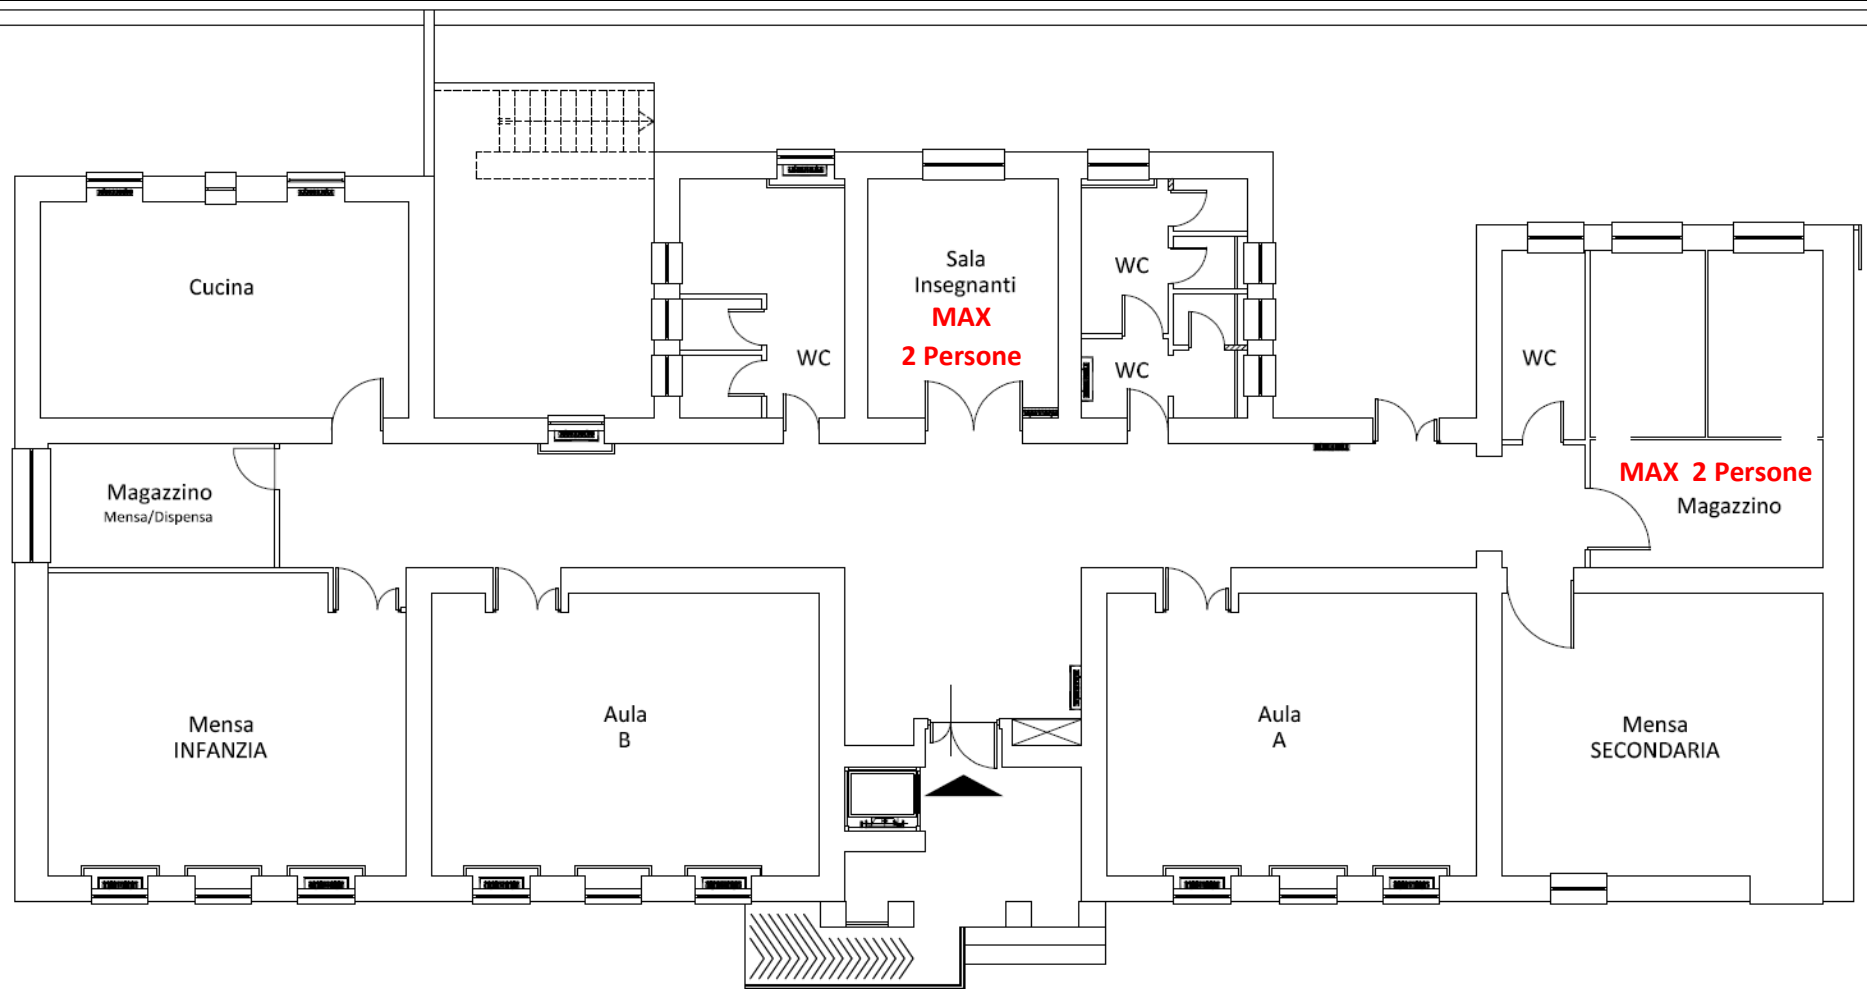 Cucina
Sala
Insegnanti
MAX
2 Persone
WC
WC
WC
WC
MAX 2 Persone
Magazzino
Magazzino
Mensa/Dispensa
Mensa
INFANZIA
Aula
B
Aula
A
Mensa
SECONDARIA